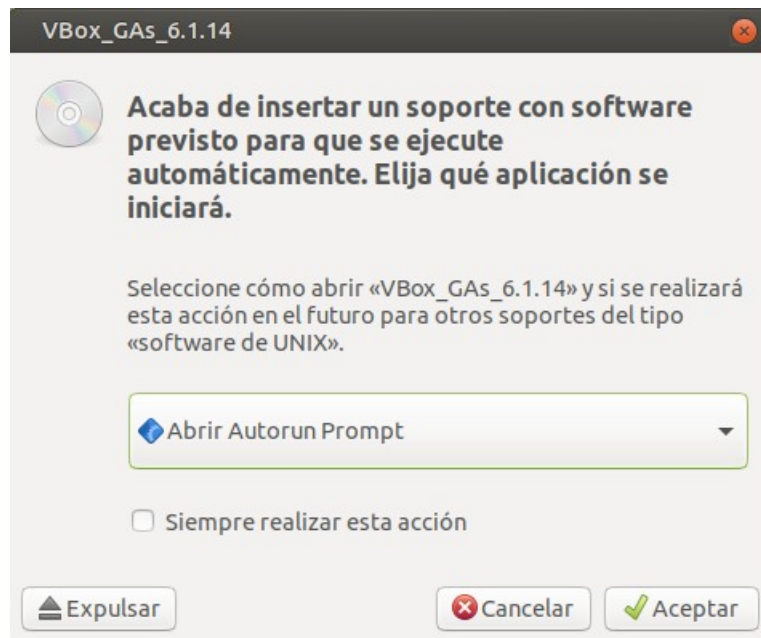 VBox_GAs_6.1.14
Acaba de insertar un soporte con software
previsto para que se ejecute
automáticamente. Elija qué aplicación se
iniciará.
Seleccione cómo abrir «VBox_GAs_6.1.14» y si se realizará
esta acción en el futuro para otros soportes del tipo
«software de UNIX».
Abrir Autorun Prompt
Siempre realizar esta acción
Expulsar
Cancelar
Aceptar